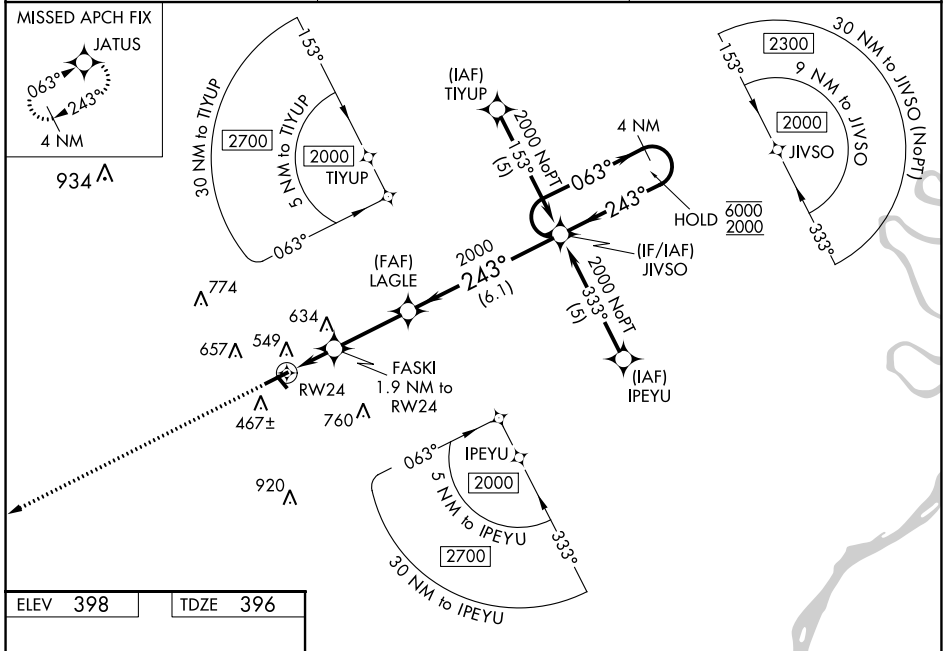 MISSED APCH FIX
JATUS
063°
243°
4 NM
934
30 NM to TIYUP
2700
5 NM to TIYUP
2000
153°
TIYUP
063°
(IAF)
TIYUP
2000 NoPT
153°
(5)
4 NM
063°
243°
HOLD 6000
2000
(IF/IAF)
JIVSO
2000
243°
(6.1)
(FAF)
LAGLE
2000 NoPT
333°
(5)
(IAF)
IPEYU
153°
2300
30 NM to JIVSO (NoPT)
9 NM to JIVSO
2000
JIVSO
333°
774
634
657
549
FASKI
1.9 NM to
RW24
RW24
467±
760
920
063°
IPEYU
2000
5 NM to IPEYU
333°
2700
30 NM to IPEYU
ELEV 398
TDZE 396